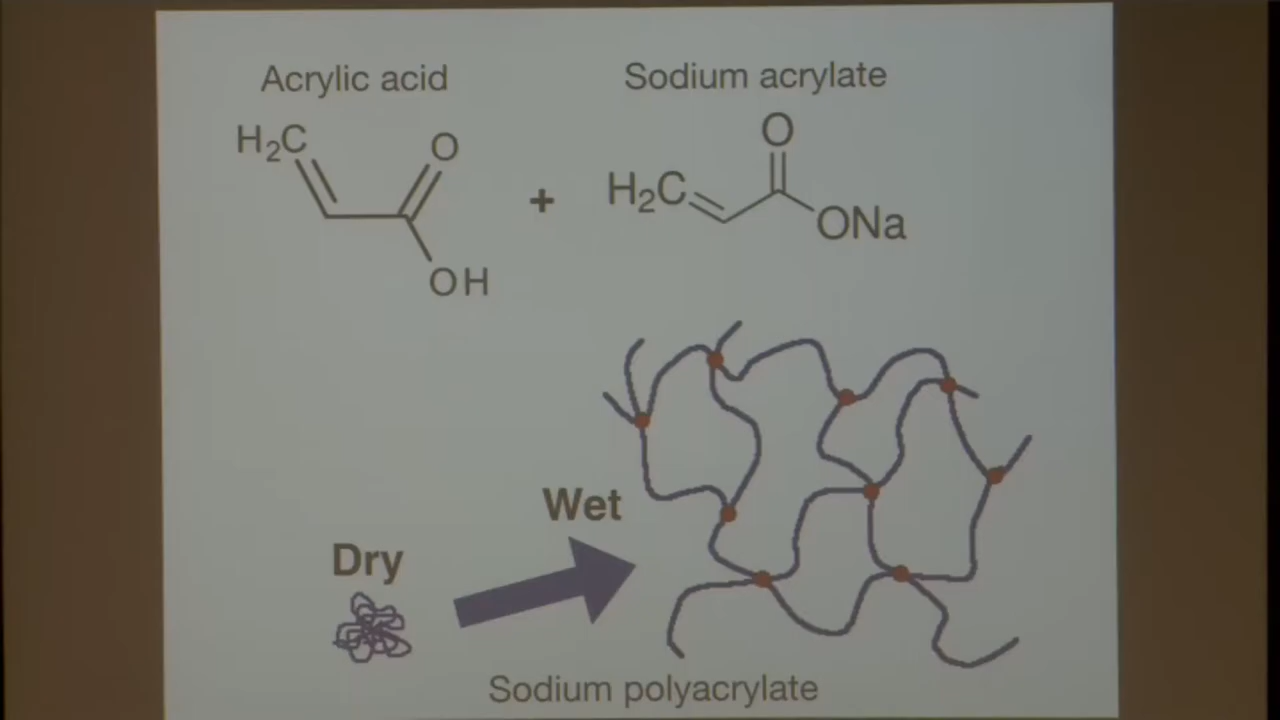 Acrylic acid
Sodium acrylate
H₂C
O
OH
+
H₂C
O
ONa
Wet
Dry
Sodium polyacrylate